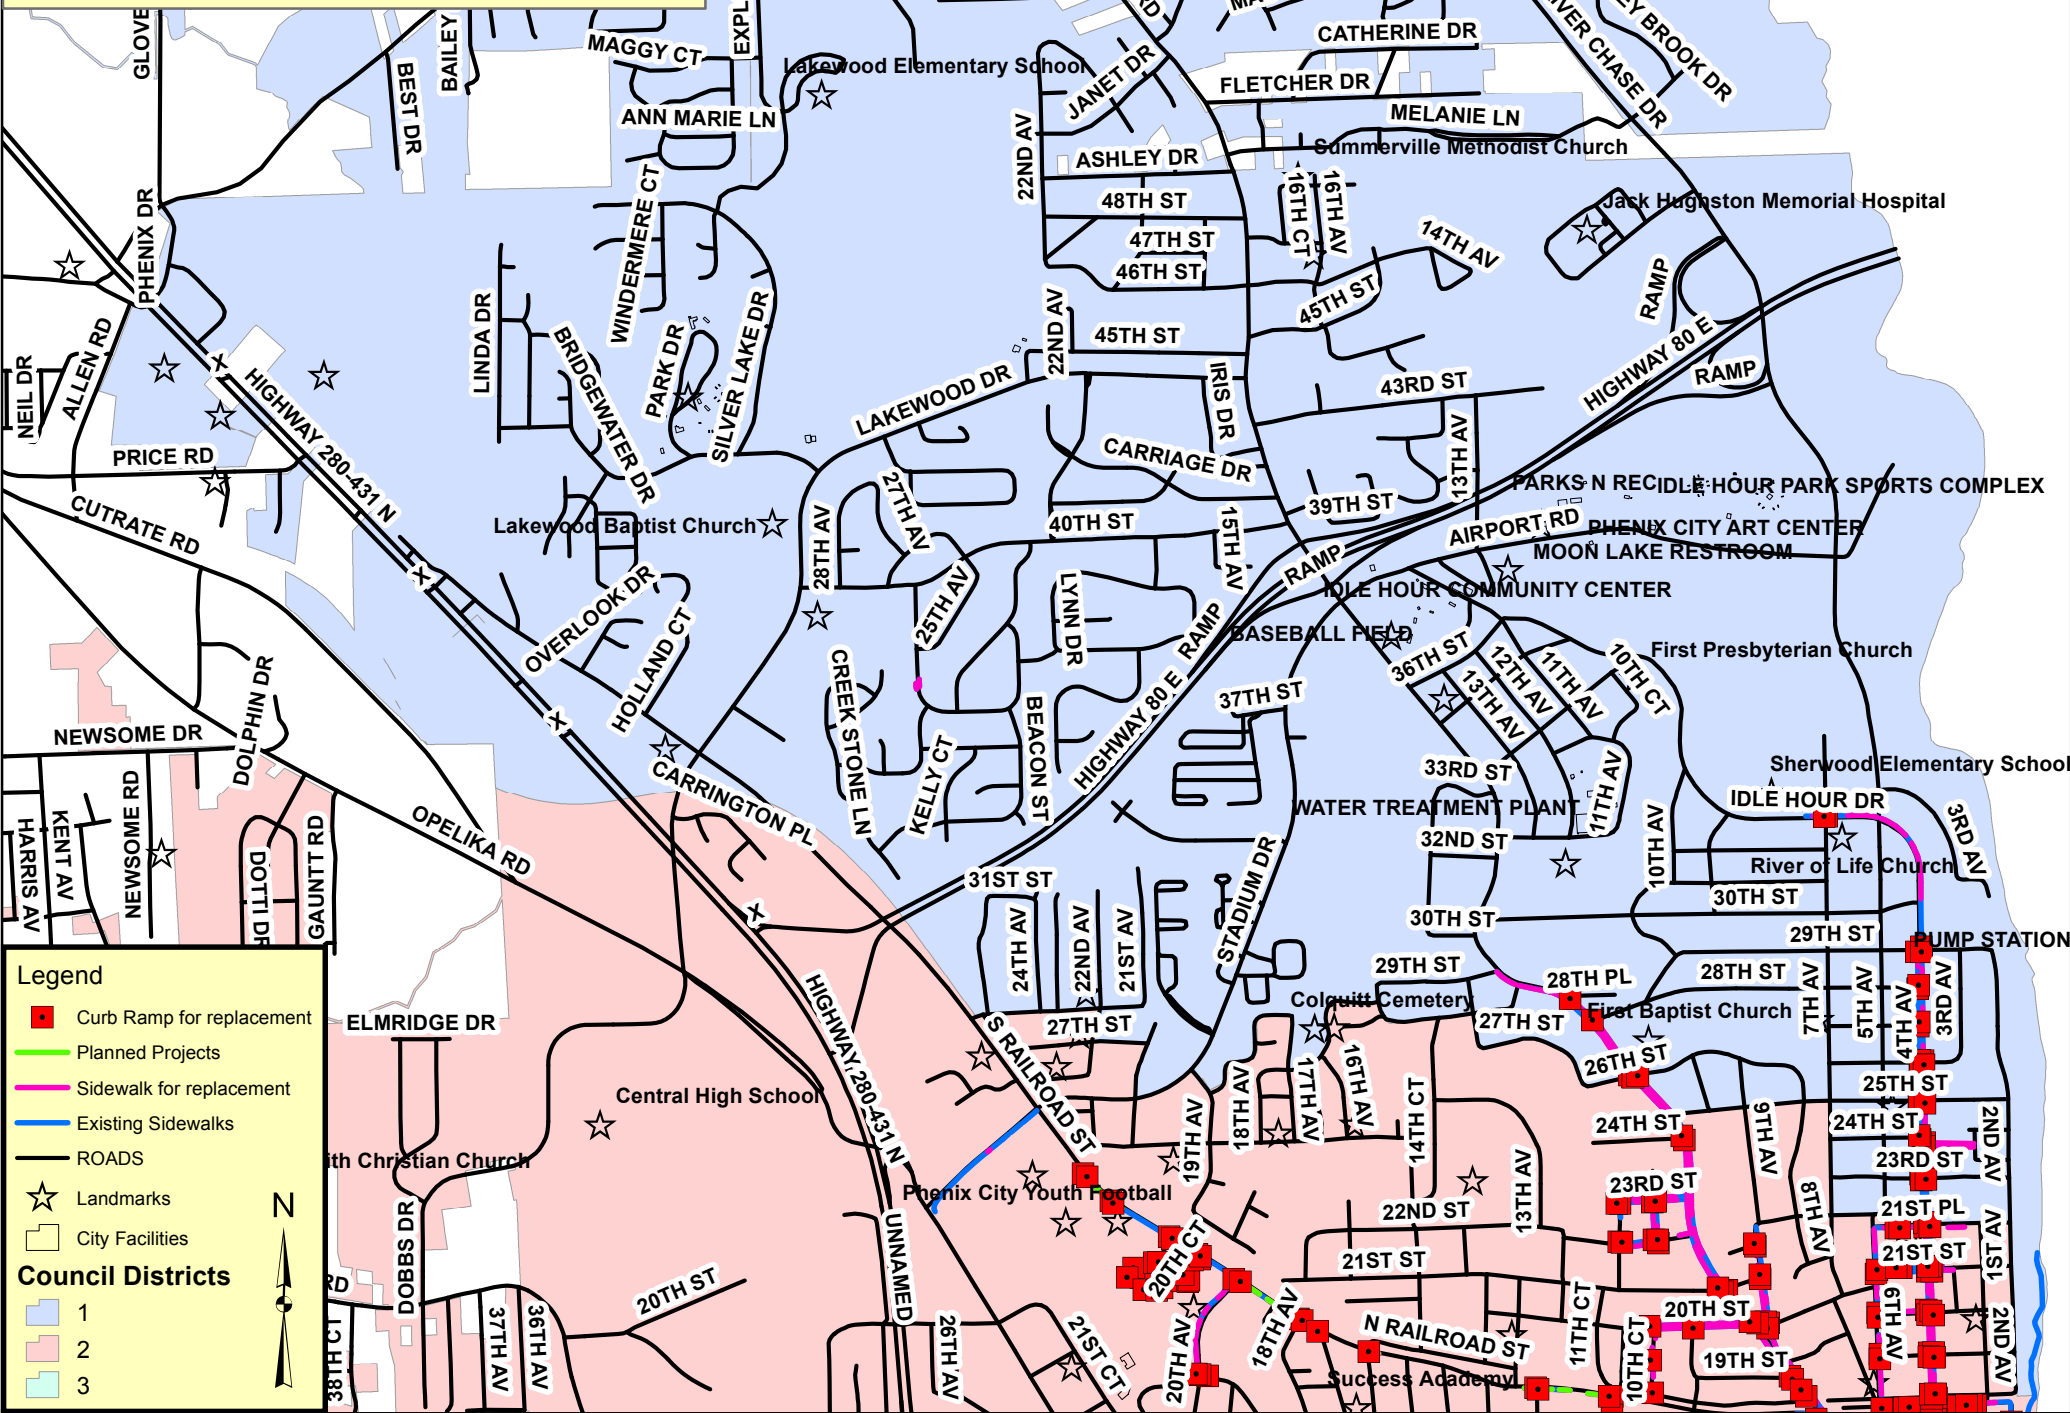 GLOVE
BAILEY
EXPL
RD
MA
CATHERINE DR
RIVER CHASE DR
EY BROOK DR
MAGGY CT
BEST DR
Lakewood Elementary School
JANET DR
FLETCHER DR
ANN MARIE LN
22ND AV
MELANIE LN
Summerville Methodist Church
ASHLEY DR
WINDERMERE CT
48TH ST
16TH CT
16TH AV
Jack Hughston Memorial Hospital
PHENIX DR
47TH ST
14TH AV
46TH ST
RAMP
45TH ST
LINDA DR
22ND AV
45TH ST
HIGHWAY 80 E
RAMP
NEIL DR
ALLEN RD
BRIDGEWATER DR
PARK DR
SILVER LAKE DR
LAKEWOOD DR
IRIS DR
43RD ST
HIGHWAY 280-431 N
X
PRICE RD
CARRIAGE DR
13TH AV
PARKS N REC
IDLE HOUR PARK SPORTS COMPLEX
CUTRATE RD
27TH AV
39TH ST
Lakewood Baptist Church
28TH AV
40TH ST
15TH AV
AIRPORT RD
PHENIX CITY ART CENTER
MOON LAKE RESTROOM
X
OVERLOOK DR
25TH AV
LYNN DR
RAMP
IDLE HOUR COMMUNITY CENTER
RAMP
BASEBALL FIELD
HOLLAND CT
36TH ST
12TH AV
11TH AV
10TH CT
First Presbyterian Church
13TH AV
DOLPHIN DR
CREEK STONE LN
BEACON ST
HIGHWAY 80 E
37TH ST
NEWSOME DR
X
KELLY CT
33RD ST
Sherwood Elementary School
NEWSOME RD
CARRINGTON PL
WATER TREATMENT PLANT
11TH AV
IDLE HOUR DR
3RD AV
HARRIS AV
KENT AV
DOTTI DR
GAUNTT RD
OPELIKA RD
32ND ST
10TH AV
River of Life Church
31ST ST
STADIUM DR
30TH ST
30TH ST
X
24TH AV
22ND AV
21ST AV
29TH ST
PUMP STATION
29TH ST
28TH PL
28TH ST
7TH AV
5TH AV
4TH AV
3RD AV
HIGHWAY 280-431 N
S RAILROAD ST
27TH ST
Colquitt Cemetery
27TH ST
First Baptist Church
26TH ST
ELMRIDGE DR
Central High School
18TH AV
17TH AV
16TH AV
14TH CT
25TH ST
24TH ST
24TH ST
2ND AV
19TH AV
9TH AV
23RD ST
ith Christian Church
Phenix City Youth Football
13TH AV
23RD ST
8TH AV
22ND ST
21ST PL
DOBBS DR
UNNAMED
20TH CT
21ST ST
21ST ST
1ST AV
RD
20TH ST
38TH CT
37TH AV
36TH AV
26TH AV
21ST CT
20TH AV
18TH AV
N RAILROAD ST
11TH CT
10TH CT
20TH ST
6TH AV
2ND AV
19TH ST
Success Academy
Legend
Curb Ramp for replacement
Planned Projects
Sidewalk for replacement
Existing Sidewalks
ROADS
Landmarks
City Facilities
Council Districts
1
2
3
N